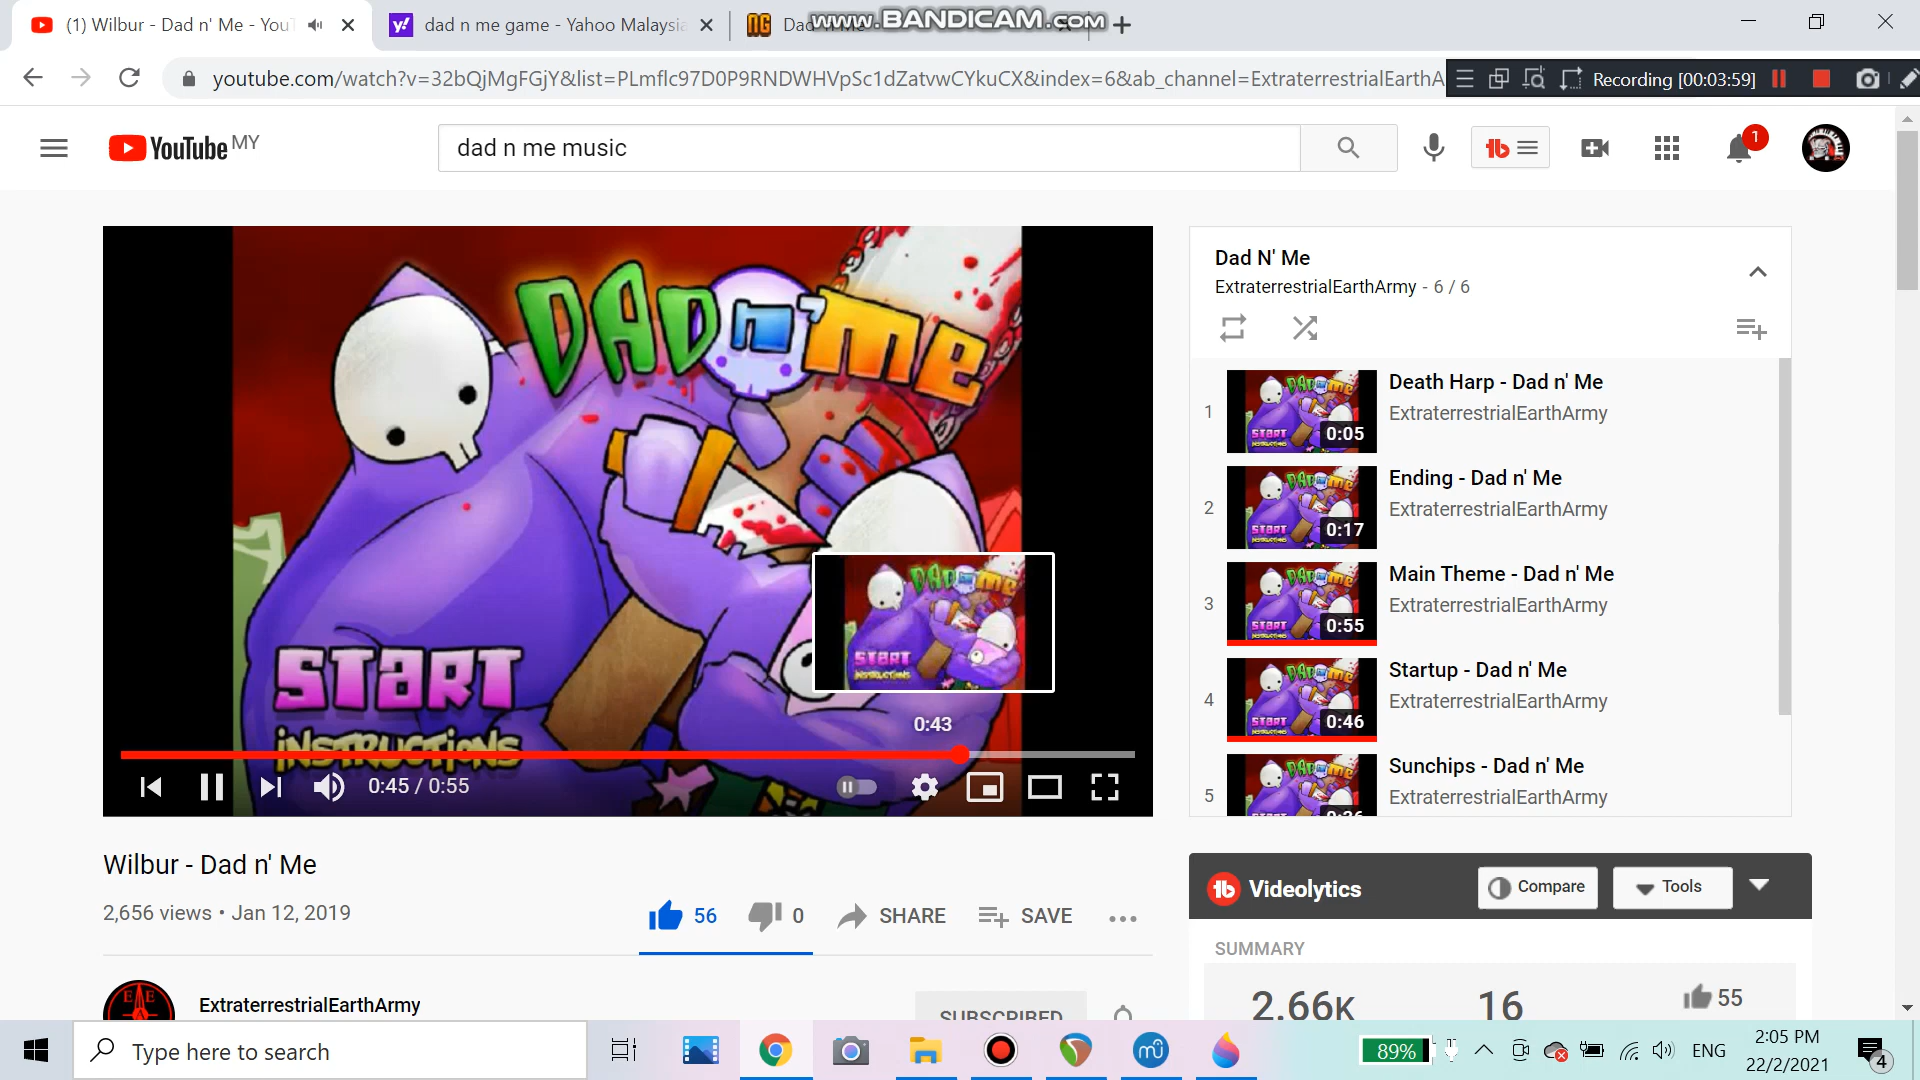 (1) Wilbur - Dad n' Me - You
dad n me game - Yahoo Malaysia
Dad
www.BANDICAM.com
youtube.com/watch?v=32bQjMgFGjY&list=PLmflc97D0P9RNDWHVpSc1dZatvwCYkuCX&index=6&ab_channel=ExtraterrestrialEarthA
Recording [00:03:59]
YouTube MY
dad n me music
1
DAD n' ME
START
INSTRUCTIONS
0:43
0:45 / 0:55
Dad N' Me
ExtraterrestrialEarthArmy - 6 / 6
1
0:05
Death Harp - Dad n' Me
ExtraterrestrialEarthArmy
2
0:17
Ending - Dad n' Me
ExtraterrestrialEarthArmy
3
0:55
Main Theme - Dad n' Me
ExtraterrestrialEarthArmy
4
0:46
Startup - Dad n' Me
ExtraterrestrialEarthArmy
5
Sunchips - Dad n' Me
ExtraterrestrialEarthArmy
Wilbur - Dad n' Me
2,656 views • Jan 12, 2019
56
0
SHARE
SAVE
ExtraterrestrialEarthArmy
SUBSCRIBED
Videolytics
Compare
Tools
SUMMARY
2.66K
16
55
Type here to search
89%
ENG
2:05 PM
22/2/2021
4